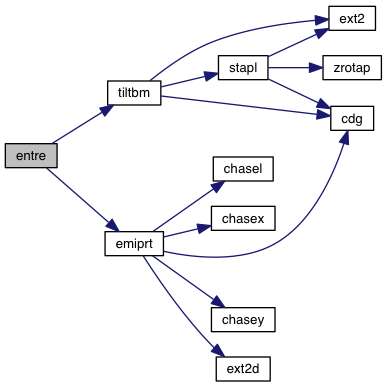 ext2
stapl
zrotap
tiltbm
cdg
entre
chasel
chasex
emiprt
chasey
ext2d